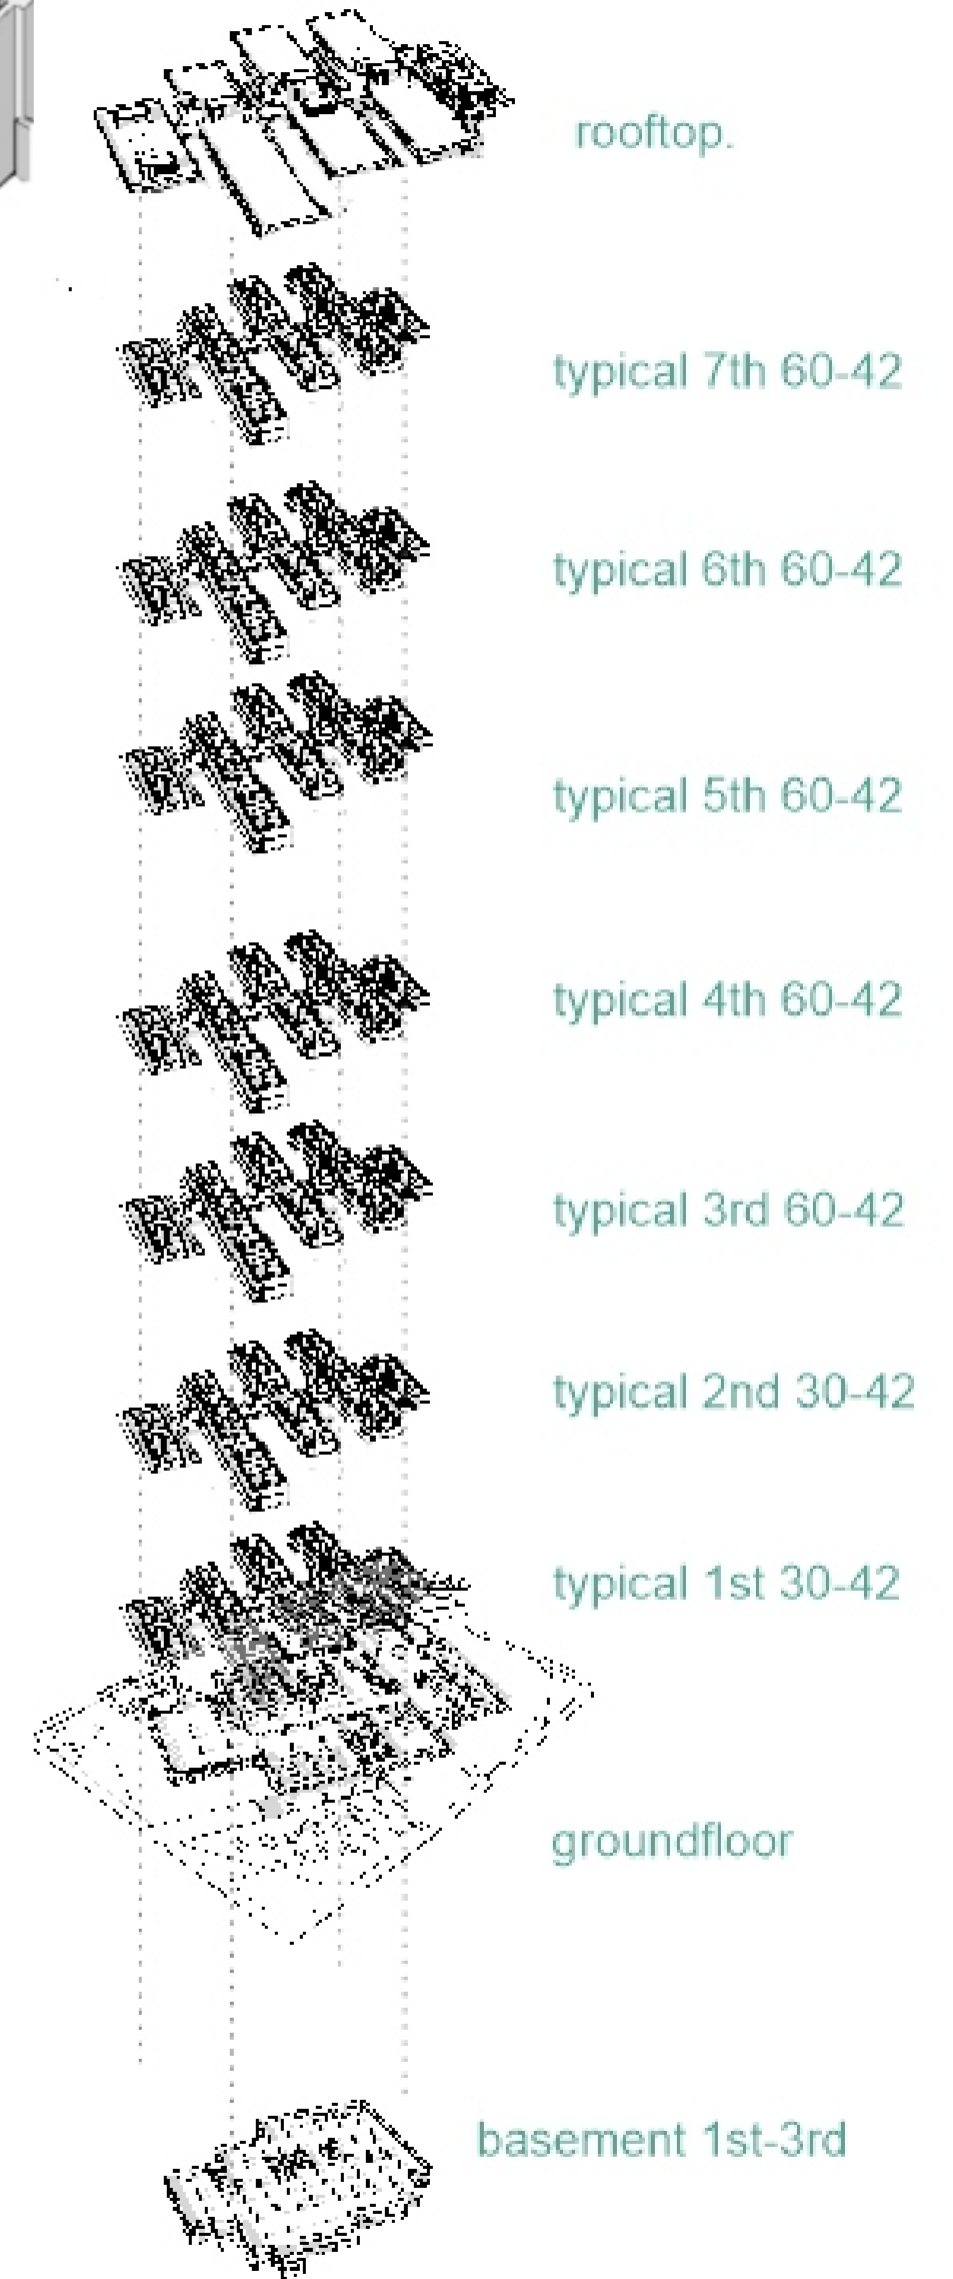 rooftop.
typical 7th 60-42
typical 6th 60-42
typical 5th 60-42
typical 4th 60-42
typical 3rd 60-42
typical 2nd 30-42
typical 1st 30-42
groundfloor
basement 1st-3rd